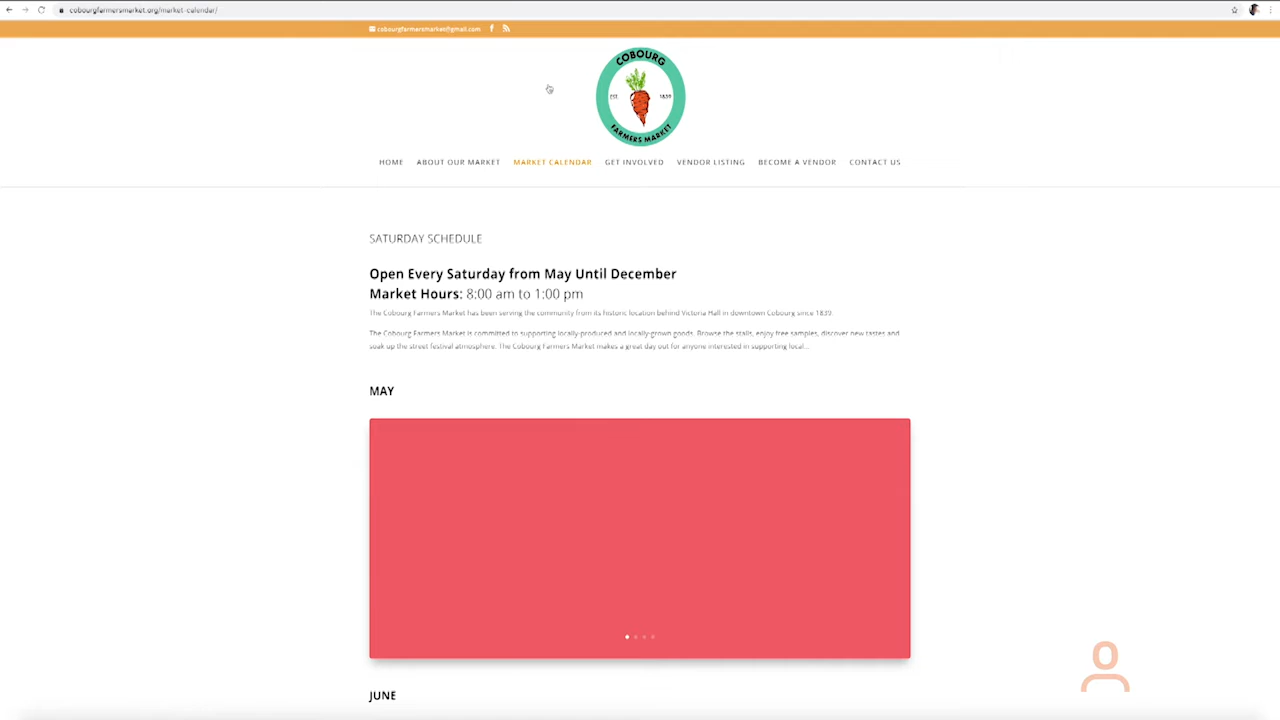 cobourgfarmersmarket.org/market-calendar/
cobourgfarmersmarket@gmail.com
COBOURG
EST. 1839
FARMERS MARKET
HOME ABOUT OUR MARKET MARKET CALENDAR GET INVOLVED VENDOR LISTING BECOME A VENDOR CONTACT US
SATURDAY SCHEDULE
Open Every Saturday from May Until December
Market Hours: 8:00 am to 1:00 pm
The Cobourg Farmers Market has been serving the community from its historic location behind Victoria Hall in downtown Cobourg since 1839.
The Cobourg Farmers Market is committed to supporting locally-produced and locally-grown goods. Browse the stalls, enjoy free samples, discover new tastes and
soak up the street festival atmosphere. The Cobourg Farmers Market makes a great day out for anyone interested in supporting local...
MAY
JUNE